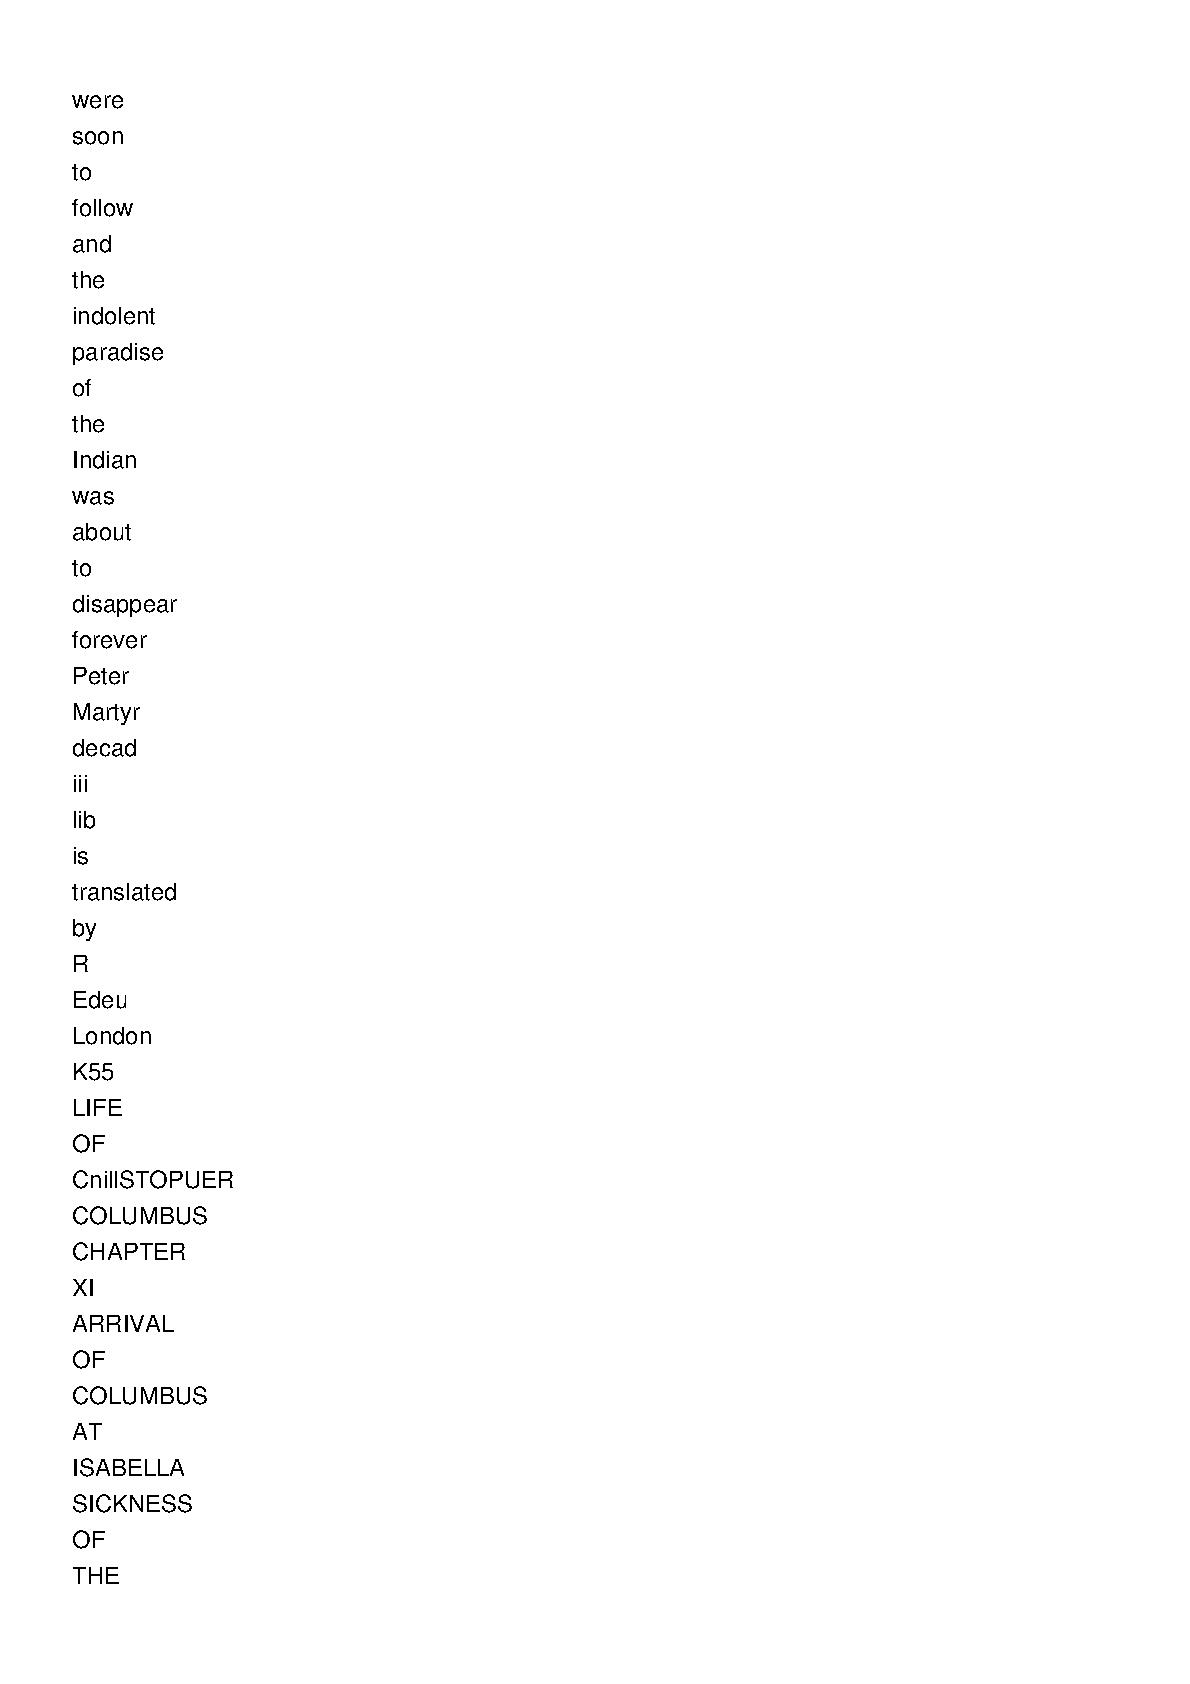 were
soon
to
follow
and
the
indolent
paradise
of
the
Indian
was
about
to
disappear
forever
Peter
Martyr
decad
iii
lib
is
translated
by
R
Edeu
London
K55
LIFE
OF
CnillSTOPUER
COLUMBUS
CHAPTER
XI
ARRIVAL
OF
COLUMBUS
AT
ISABELLA
SICKNESS
OF
THE